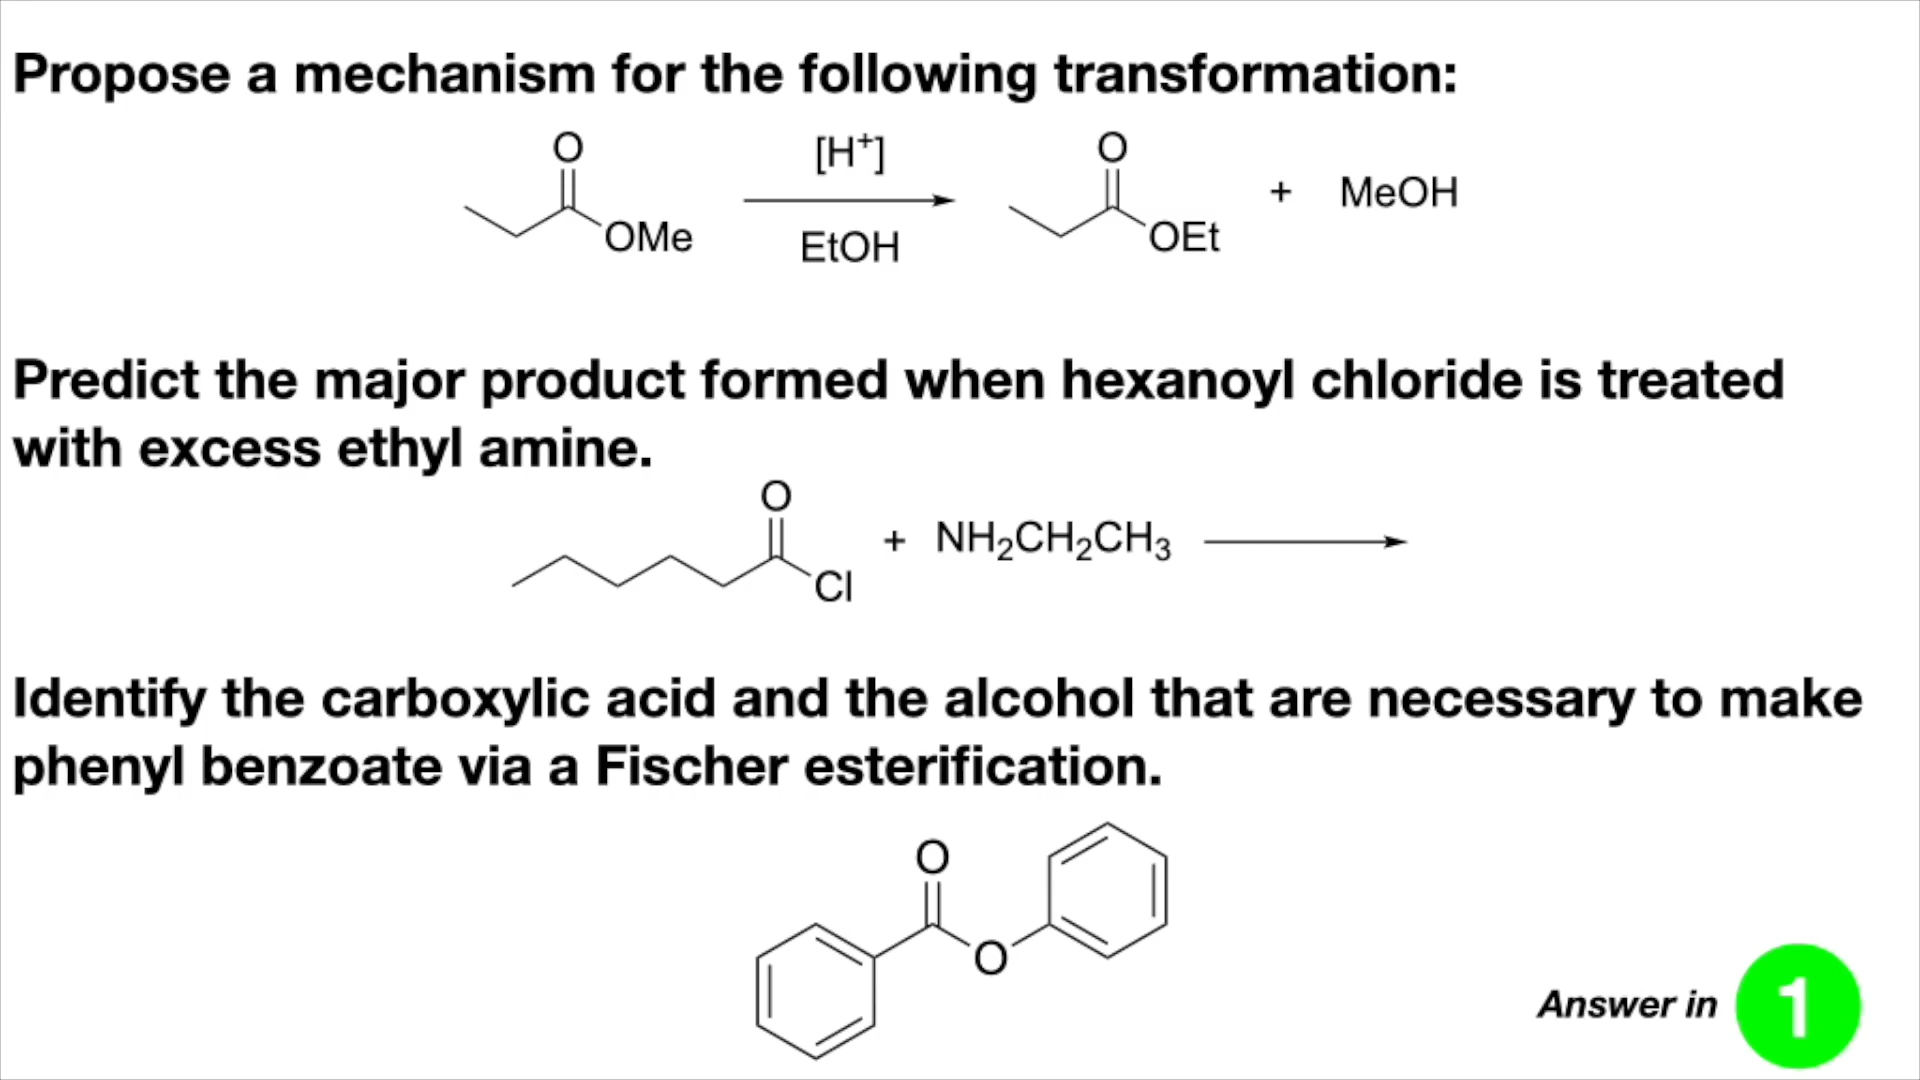 Propose a mechanism for the following transformation:
O
OMe
[H⁺]
EtOH
O
OEt
+ MeOH
Predict the major product formed when hexanoyl chloride is treated
with excess ethyl amine.
O
Cl
+ NH₂CH₂CH₃
Identify the carboxylic acid and the alcohol that are necessary to make
phenyl benzoate via a Fischer esterification.
O
O
Answer in 1